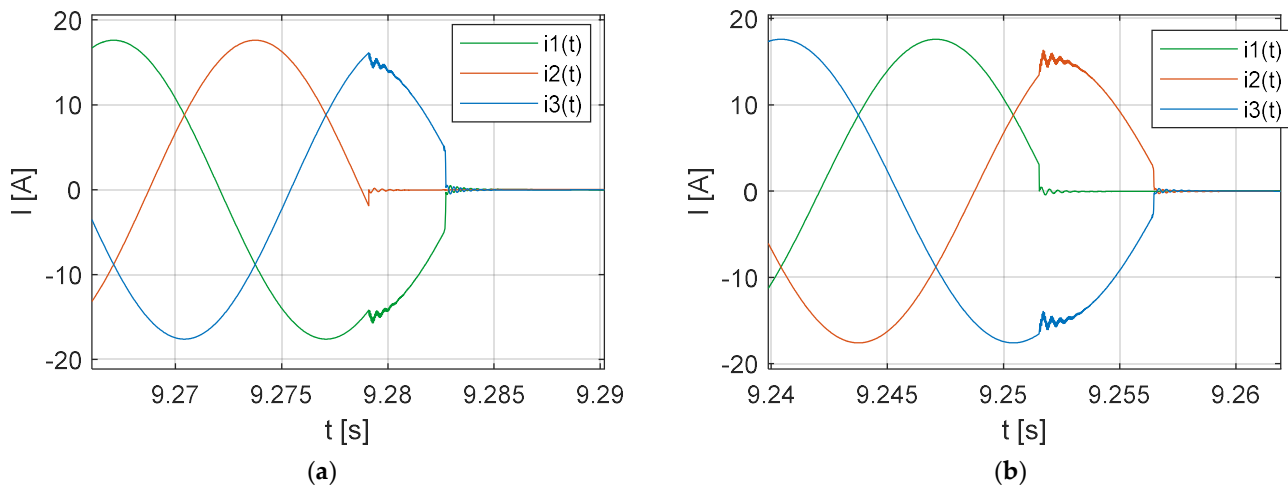 20
10
0
-10
-20
I [A]
i1(t)
i2(t)
i3(t)
9.27
9.275
9.28
9.285
9.29
t [s]
(a)
20
10
0
-10
-20
I [A]
i1(t)
i2(t)
i3(t)
9.24
9.245
9.25
9.255
9.26
t [s]
(b)